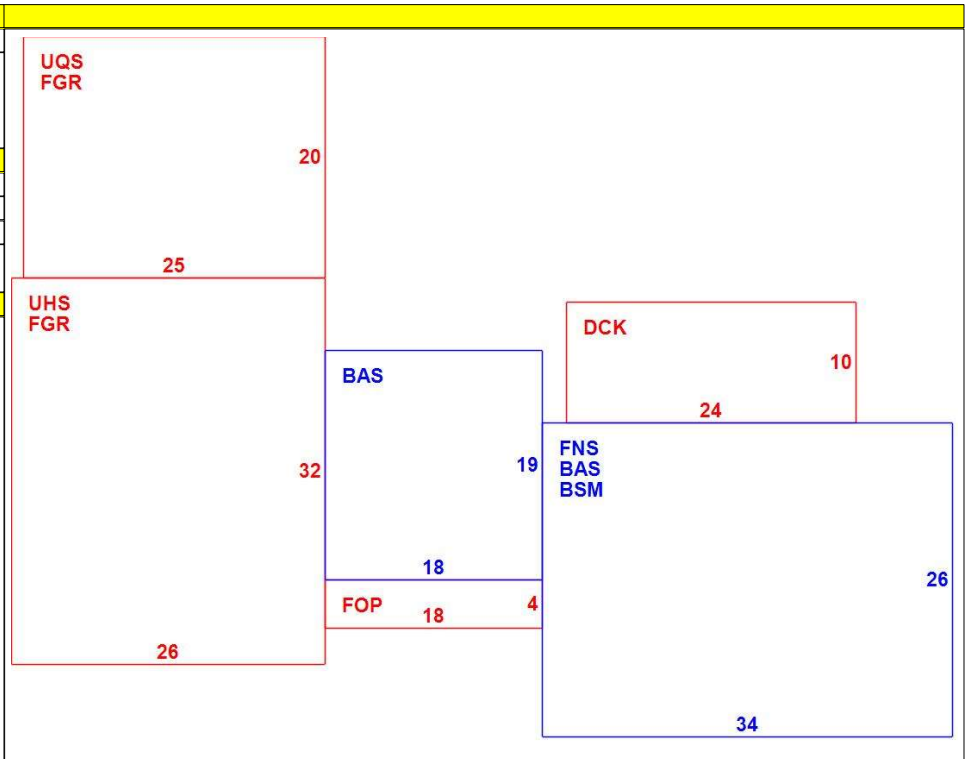 UQS
FGR
20
25
UHS
FGR
32
26
BAS
19
18
FOP
4
18
DCK
10
24
FNS
BAS
BSM
26
34